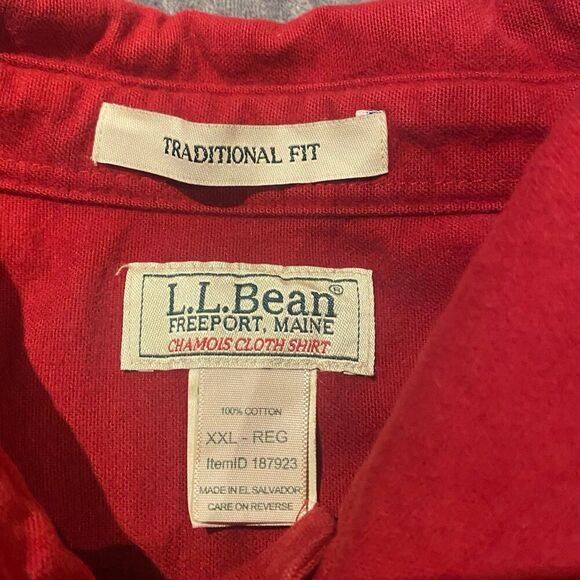 TRADITIONAL FIT
L.L.Bean®
FREEPORT, MAINE
CHAMOIS CLOTH SHIRT
100% COTTON
XXL - REG
ItemID 187923
MADE IN EL SALVADOR
CARE ON REVERSE